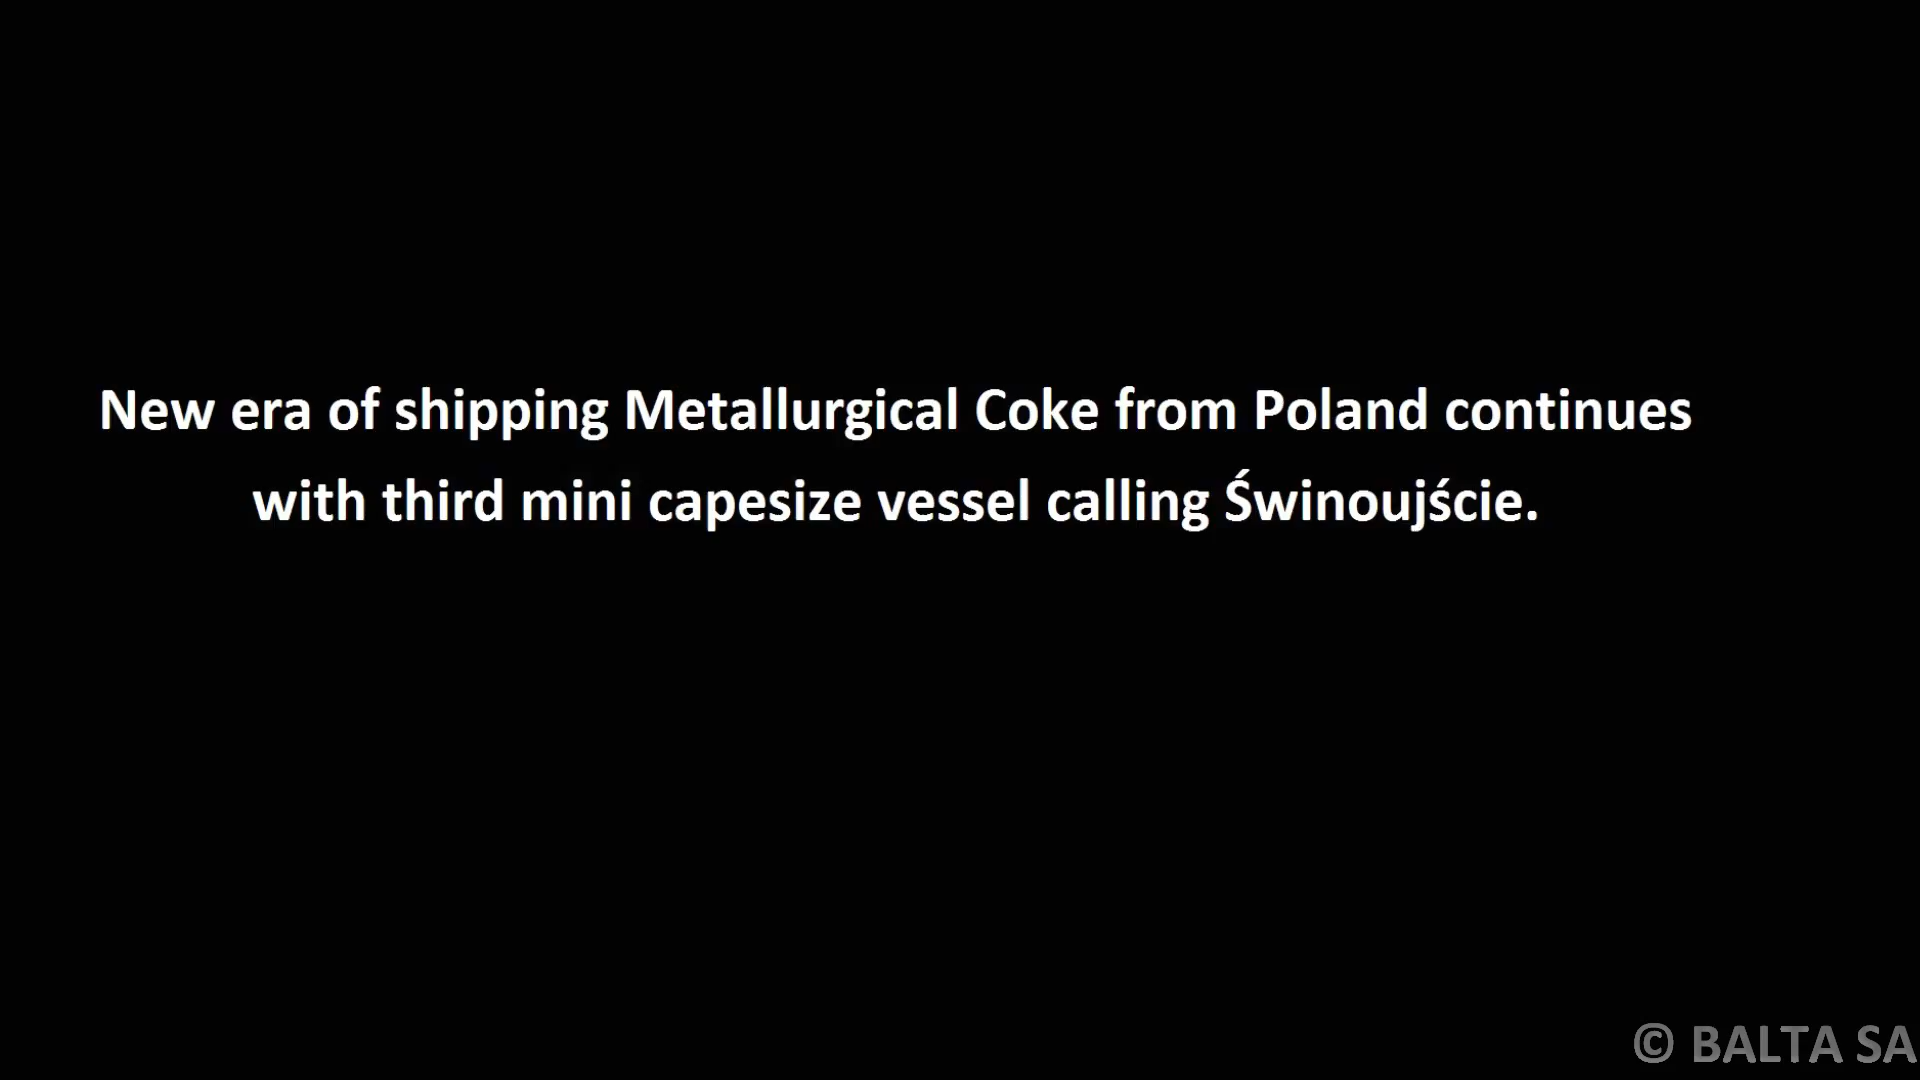 New era of shipping Metallurgical Coke from Poland continues
with third mini capesize vessel calling Świnoujście.
© BALTA SA